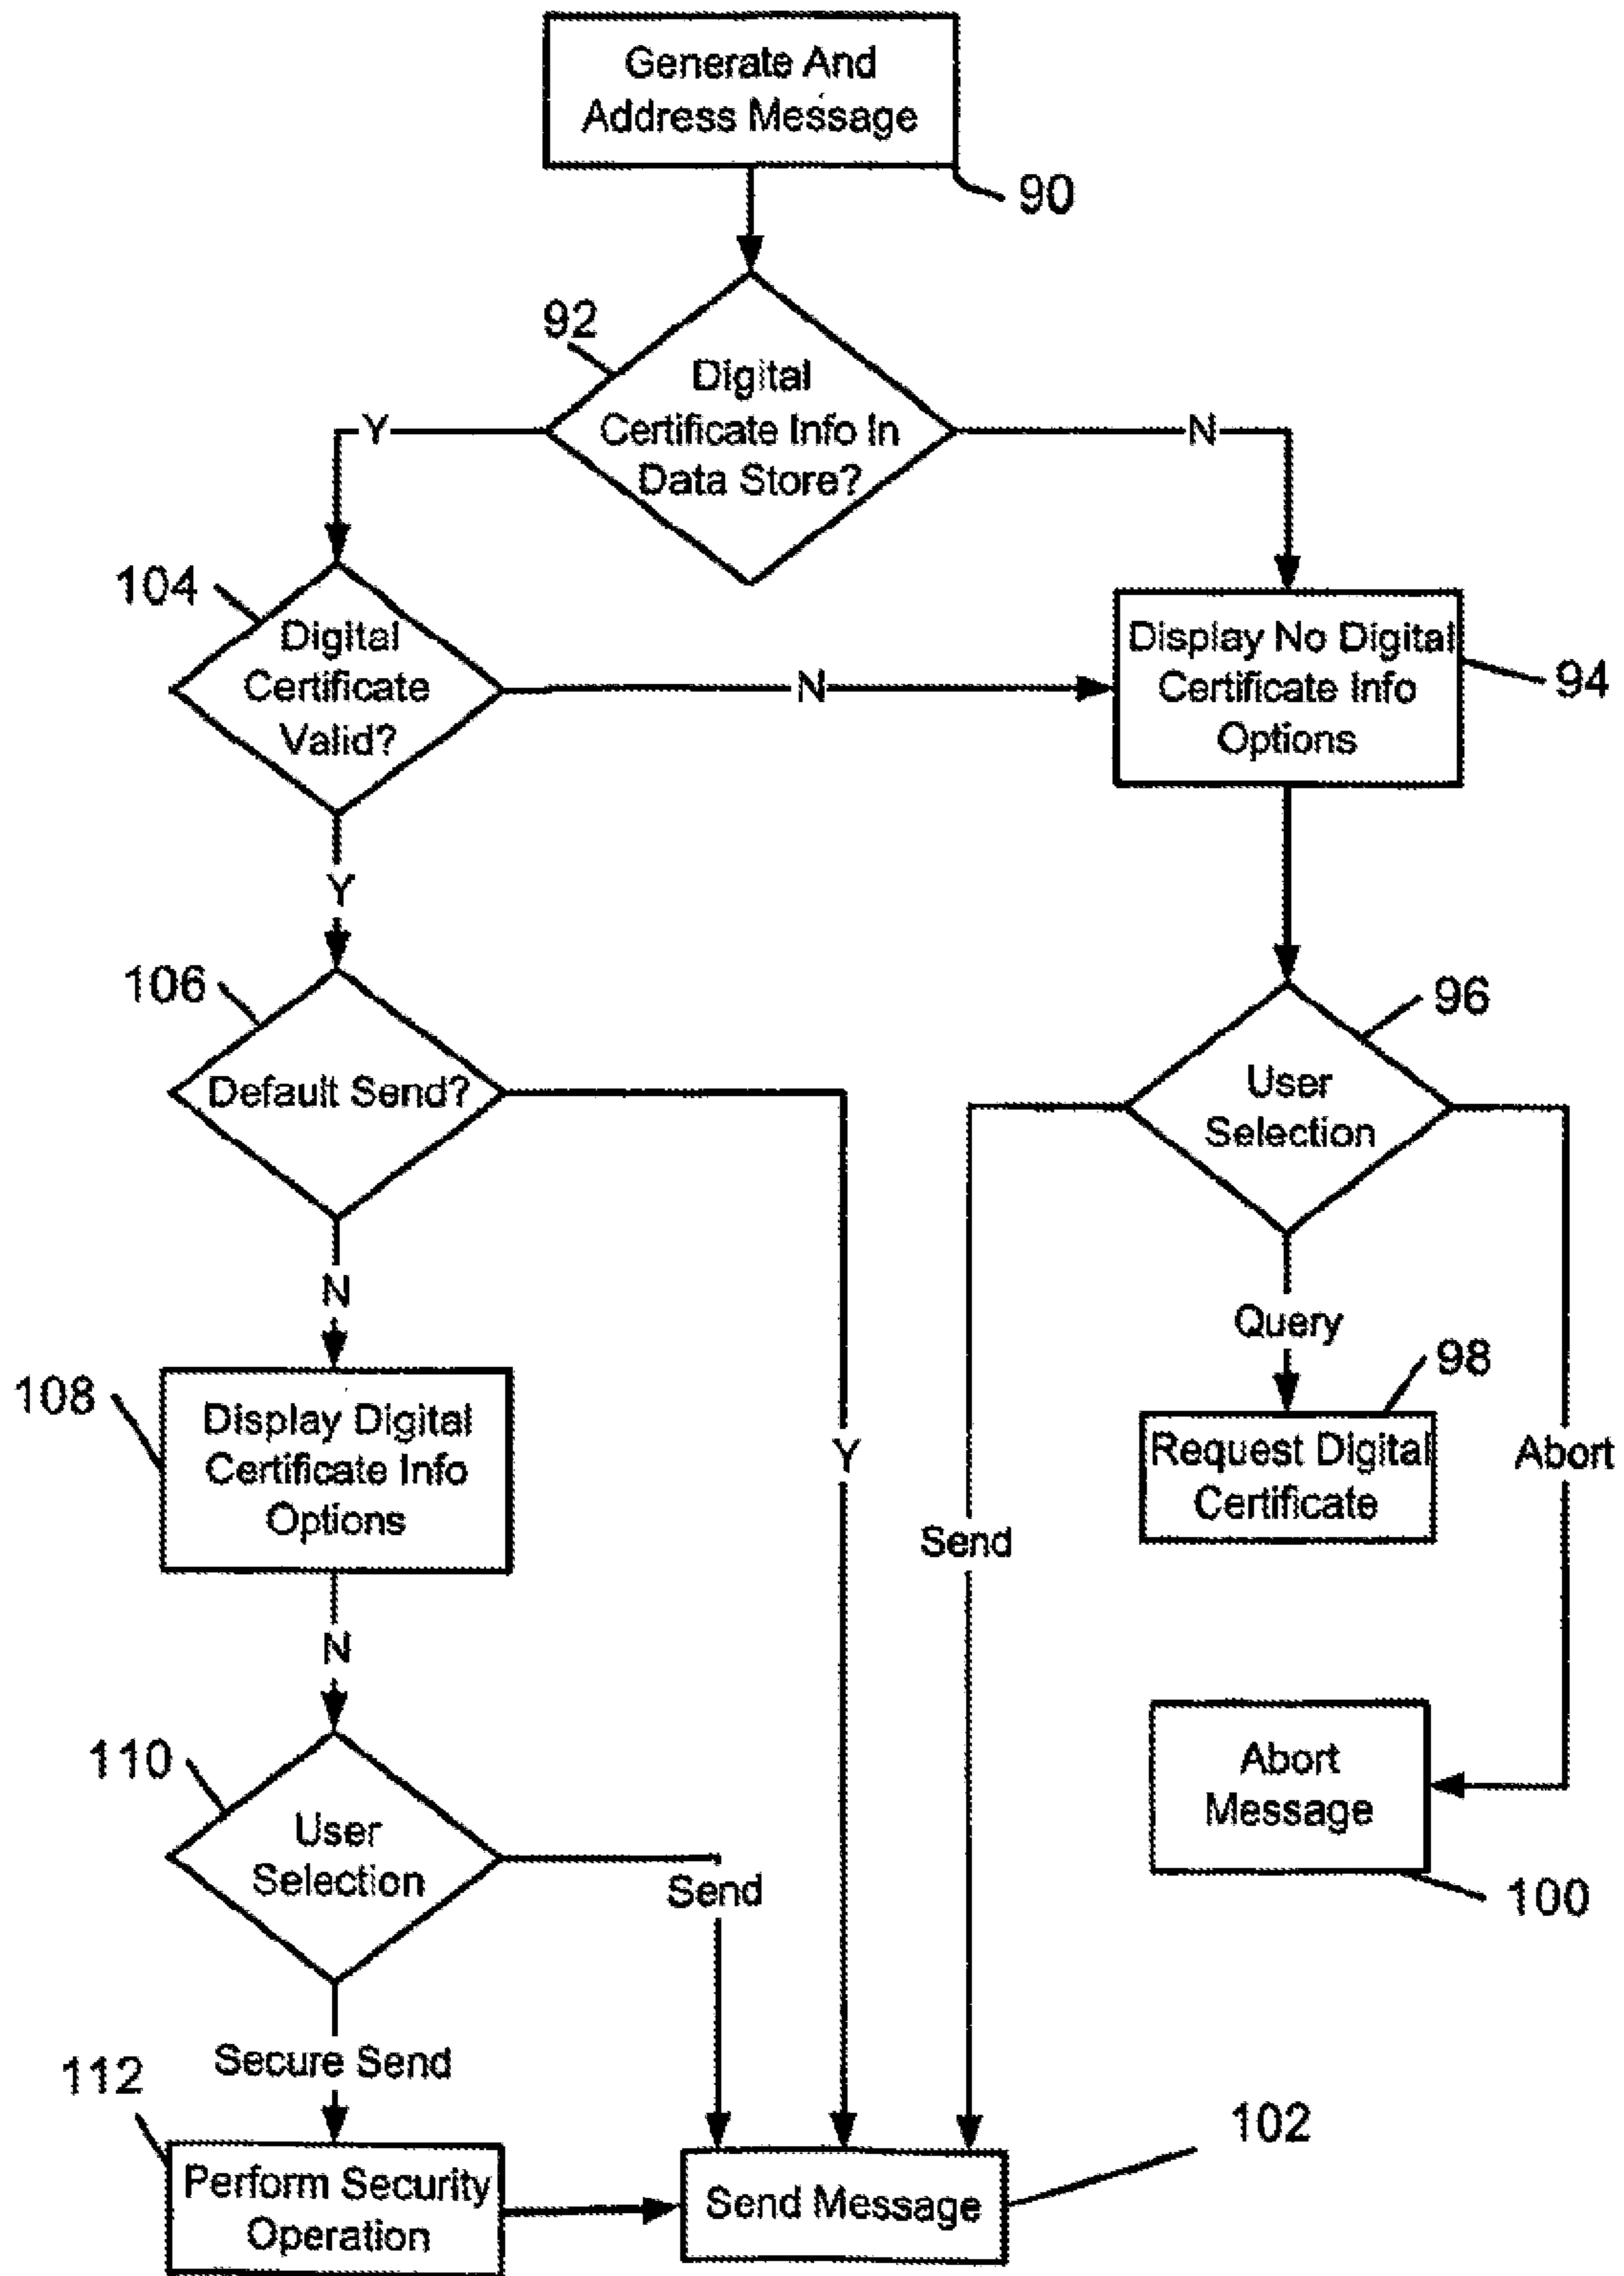 Generate And
Address Message
90
92
Digital
Certificate Info In
Data Store?
Y
N
104
Digital
Certificate
Valid?
N
Display No Digital
Certificate Info
Options
94
Y
106
Default Send?
96
User
Selection
N
Query
98
108
Display Digital
Certificate Info
Options
Y
Request Digital
Certificate
Abort
Send
N
110
User
Selection
Send
Abort
Message
100
Secure Send
112
Perform Security
Operation
Send Message
102